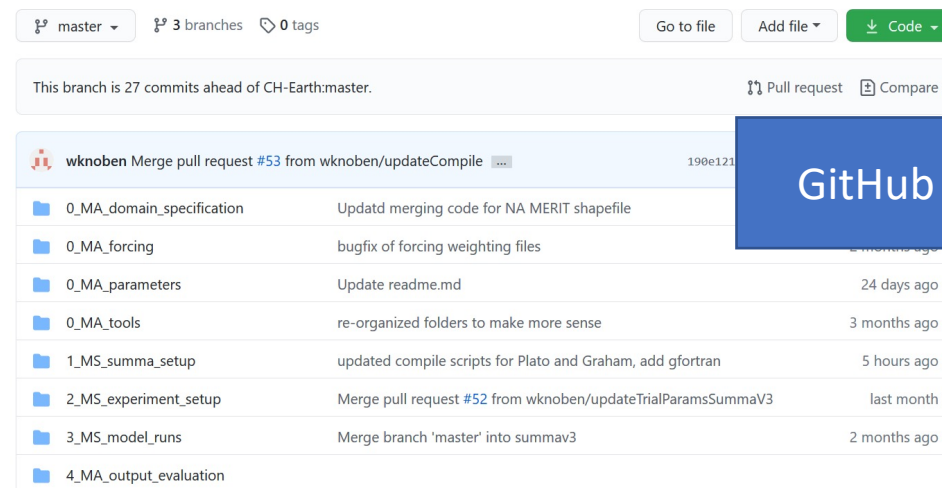 master 3 branches 0 tags Go to file Add file Code
This branch is 27 commits ahead of CH-Earth:master. Pull request Compare
wknoben Merge pull request #53 from wknoben/updateCompile ... 190e121
GitHub
0_MA_domain_specification Updatd merging code for NA MERIT shapefile
0_MA_forcing bugfix of forcing weighting files 2 months ago
0_MA_parameters Update readme.md 24 days ago
0_MA_tools re-organized folders to make more sense 3 months ago
1_MS_summa_setup updated compile scripts for Plato and Graham, add gfortran 5 hours ago
2_MS_experiment_setup Merge pull request #52 from wknoben/updateTrialParamsSummaV3 last month
3_MS_model_runs Merge branch 'master' into summav3 2 months ago
4_MA_output_evaluation